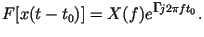 F[x(t − t₀)] = X(f)e^{Γj2πft₀}.